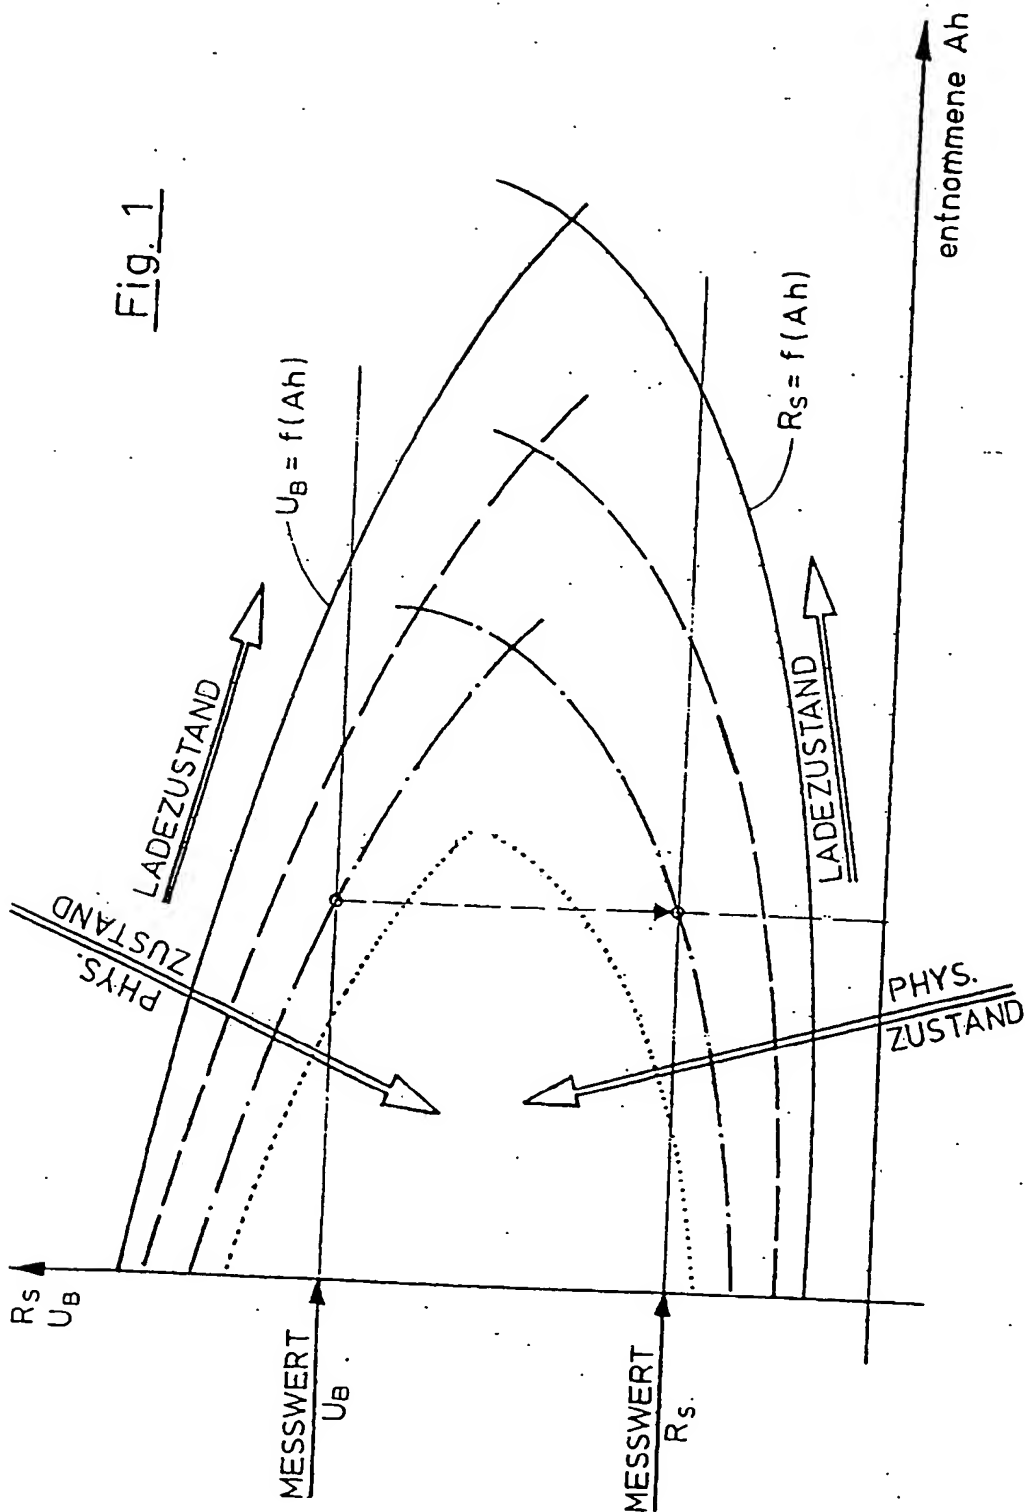 Fig. 1
R_S
U_B
MESSWERT
U_B
MESSWERT
R_S.
PHYS.
ZUSTAND
LADEZUSTAND
U_B = f(Ah)
PHYS.
ZUSTAND
LADEZUSTAND
R_S = f(Ah)
entnommene Ah